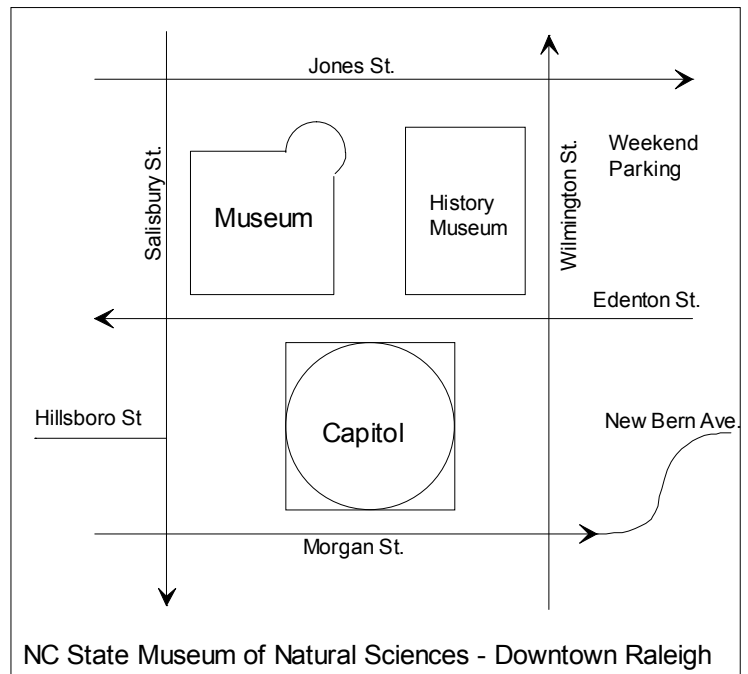 Jones St.
Salisbury St.
Wilmington St.
Weekend
Parking
Museum
History
Museum
Edenton St.
Hillsboro St
Capitol
New Bern Ave.
Morgan St.
NC State Museum of Natural Sciences - Downtown Raleigh